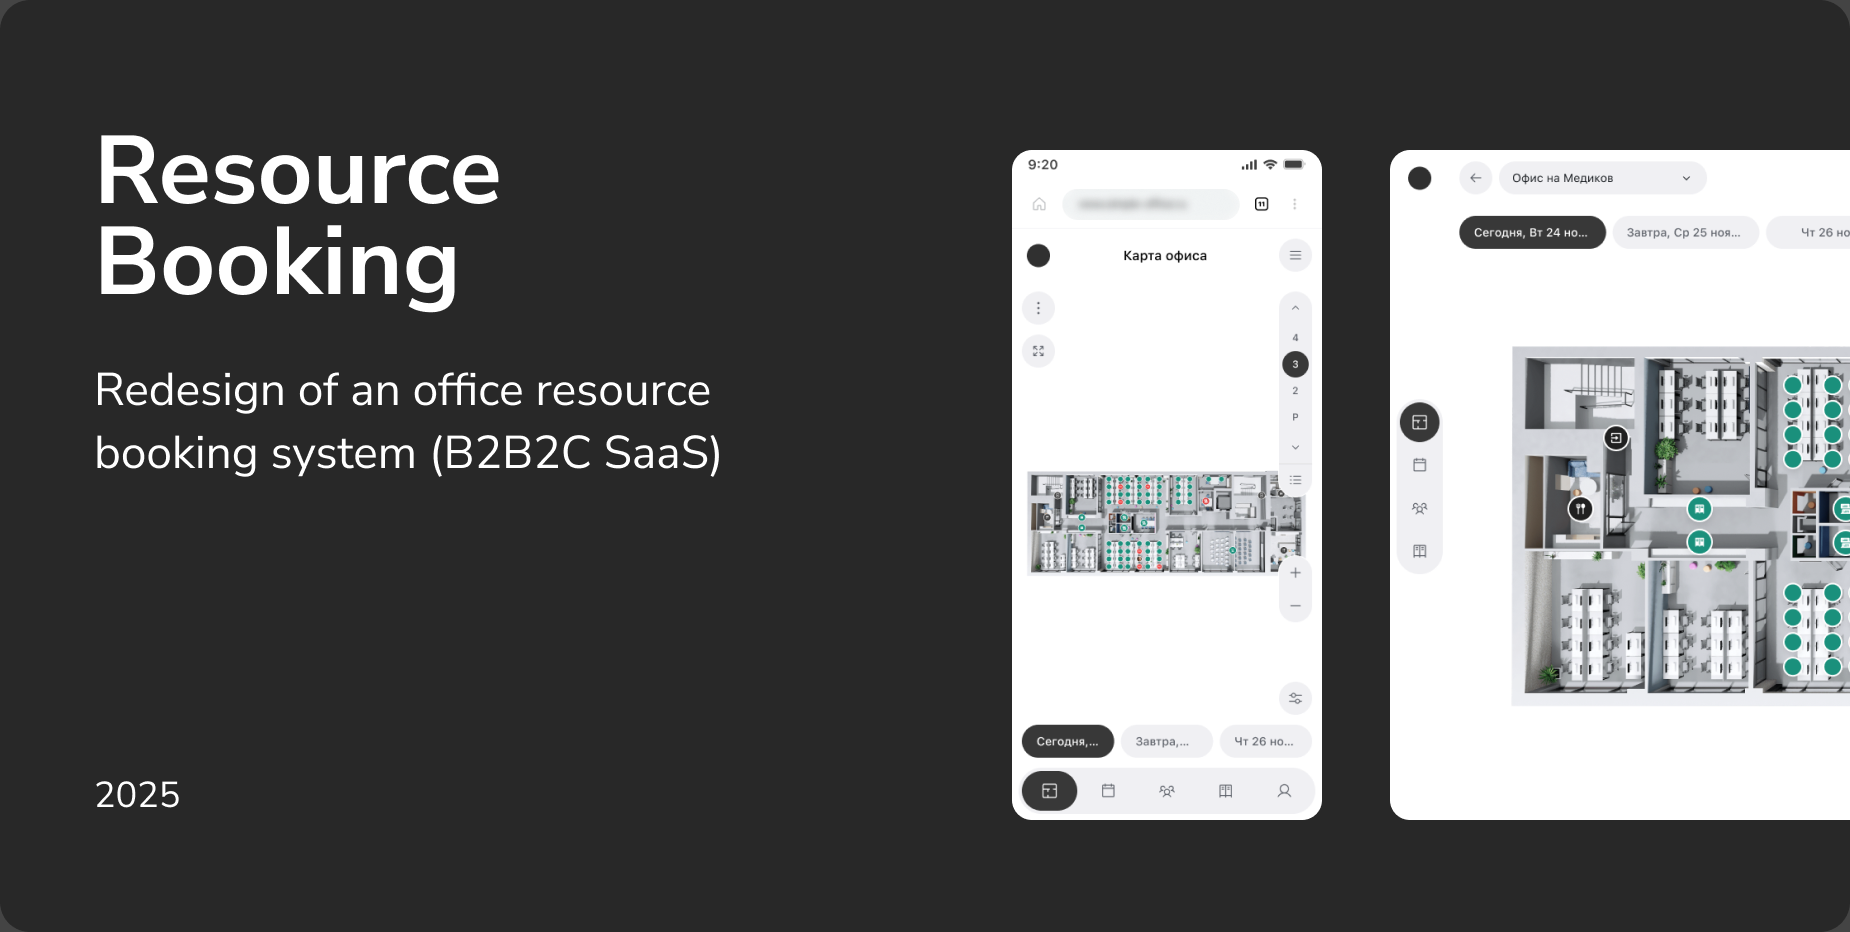 Resource
Booking
Redesign of an office resource
booking system (B2B2C SaaS)
2025
9:20
11
Карта офиса
4
3
2
P
Сегодня,...
Завтра,...
Чт 26 но...
Офис на Медиков
Сегодня, Вт 24 но...
Завтра, Ср 25 ноя...
Чт 26 но